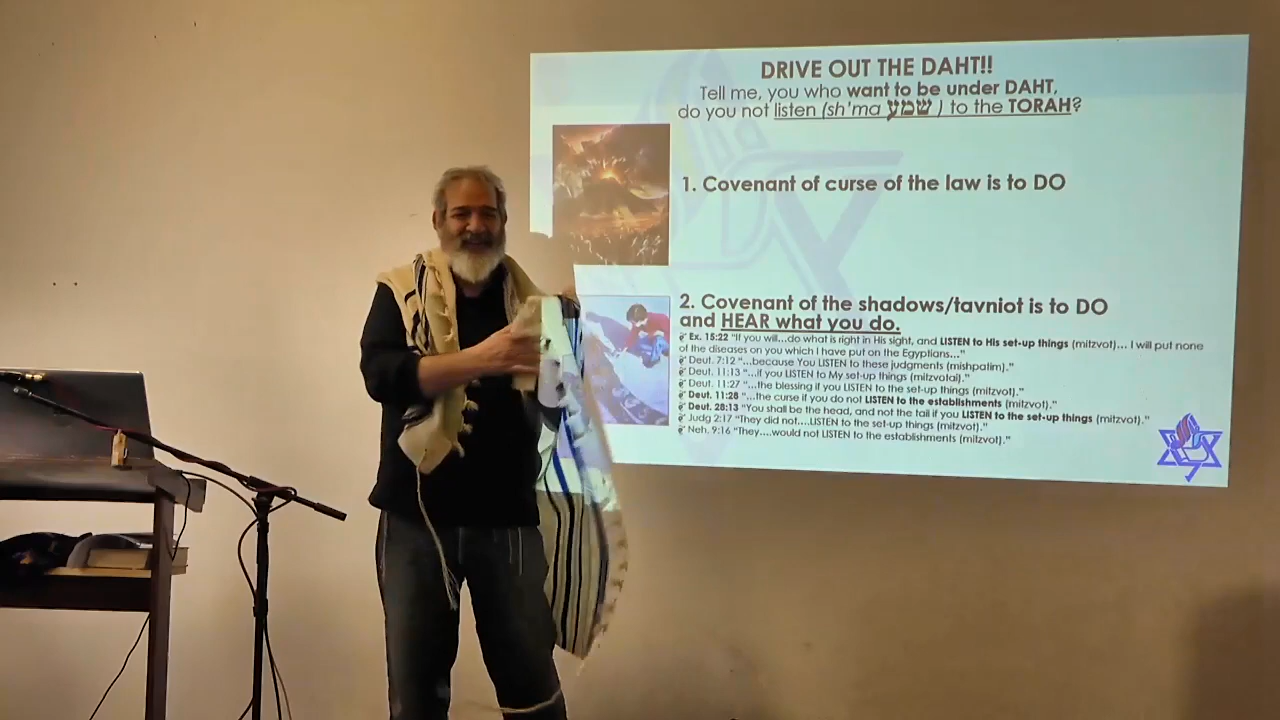 DRIVE OUT THE DAHT!!
Tell me, you who want to be under DAHT,
do you not listen (sh'ma שמע ) to the TORAH?
1. Covenant of curse of the law is to DO
2. Covenant of the shadows/tavniot is to DO
and HEAR what you do.
Ex. 15:22 "If you will...do what is right in His sight, and LISTEN to His set-up things (mitzvot)... I will put none
of the diseases on you which I have put on the Egyptians..."
Deut. 7:12 "...because You LISTEN to these judgments (mishpatim)."
Deut. 11:13 "...if you LISTEN to My set-up things (mitzvotai)."
Deut. 11:27 "...the blessing if you LISTEN to the set-up things (mitzvot)."
Deut. 11:28 "...the curse if you do not LISTEN to the establishments (mitzvot)."
Deut. 28:13 "You shall be the head, and not the tail if you LISTEN to the set-up things (mitzvot)."
Judg 2:17 "They did not....LISTEN to the set-up things (mitzvot)."
Neh. 9:16 "They....would not LISTEN to the establishments (mitzvot)."